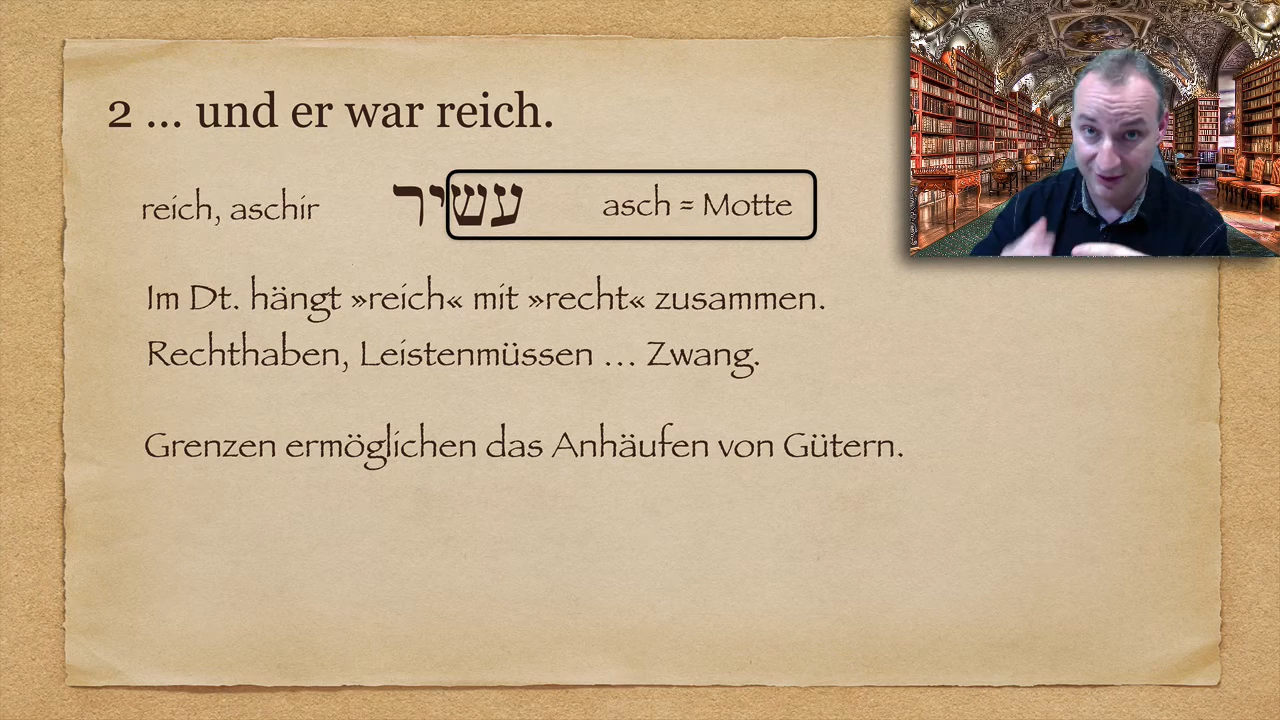 2 … und er war reich.
reich, aschir עשיר asch = Motte
Im Dt. hängt »reich« mit »recht« zusammen.
Rechthaben, Leistenmüssen … Zwang.
Grenzen ermöglichen das Anhäufen von Gütern.